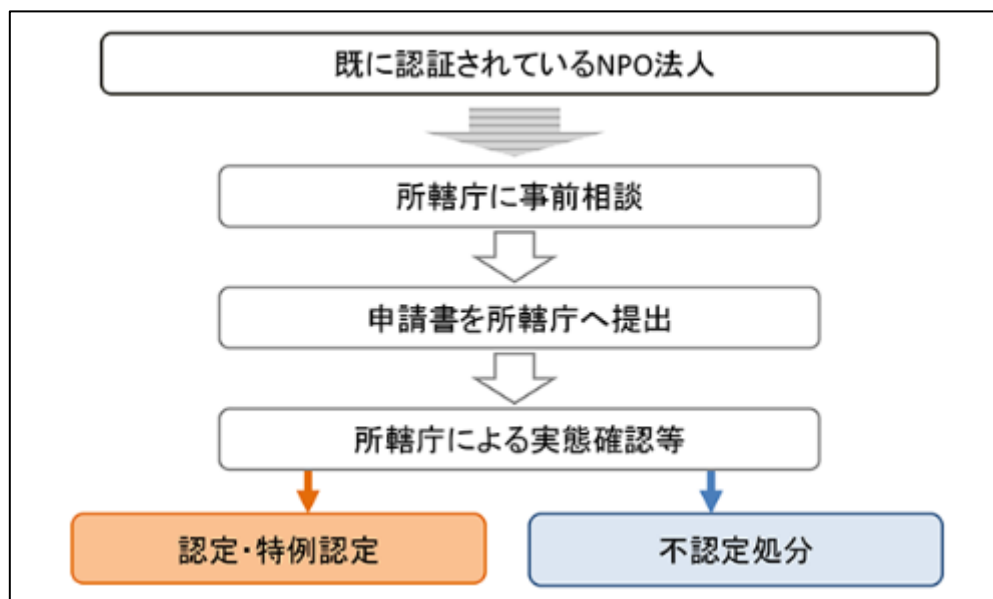 既に認証されているNPO法人
所轄庁に事前相談
申請書を所轄庁へ提出
所轄庁による実態確認等
認定・特例認定
不認定処分